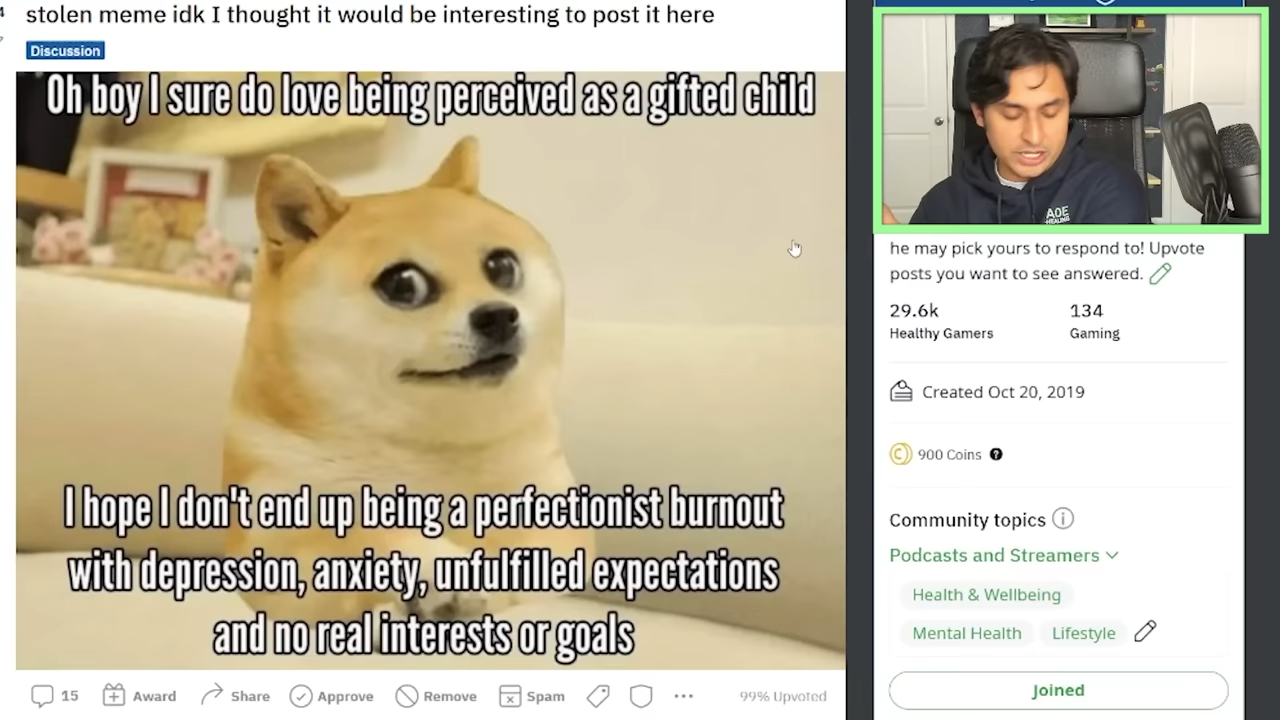 stolen meme idk I thought it would be interesting to post it here
Discussion
Oh boy I sure do love being perceived as a gifted child
I hope I don't end up being a perfectionist burnout
with depression, anxiety, unfulfilled expectations
and no real interests or goals
15
Award
Share
Approve
Remove
Spam
99% Upvoted
AOE
HEALING
he may pick yours to respond to! Upvote
posts you want to see answered.
29.6k
134
Healthy Gamers
Gaming
Created Oct 20, 2019
900 Coins
Community topics
Podcasts and Streamers
Health & Wellbeing
Mental Health
Lifestyle
Joined